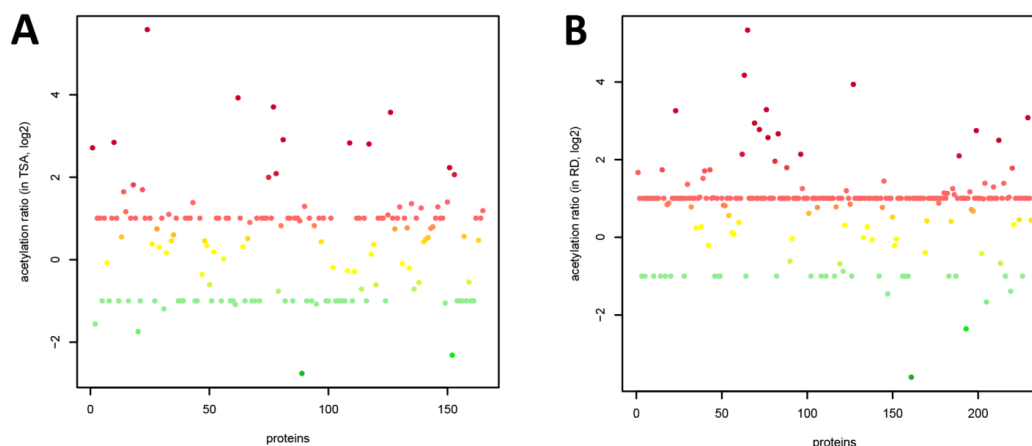 A
acetylation ratio (in TSA, log2)
4
2
0
-2
0 50 100 150
proteins
B
acetylation ratio (in RD, log2)
4
2
0
-2
0 50 100 150 200
proteins